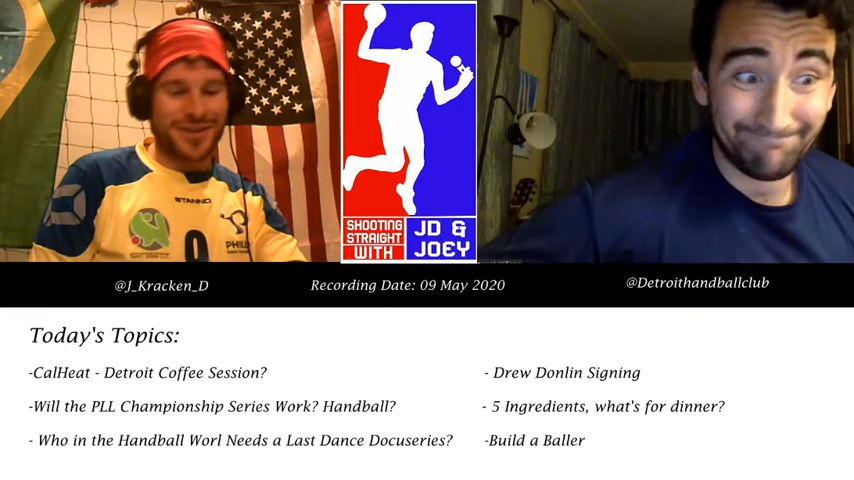 STANNO
PHILL
SHOOTING
STRAIGHT
WITH
JD &
JOEY
@J_Kracken_D
Recording Date: 09 May 2020
@Detroithandballclub
Today's Topics:
-CalHeat - Detroit Coffee Session?
- Drew Donlin Signing
-Will the PLL Championship Series Work? Handball?
- 5 Ingredients, what's for dinner?
- Who in the Handball Worl Needs a Last Dance Docuseries?
-Build a Baller